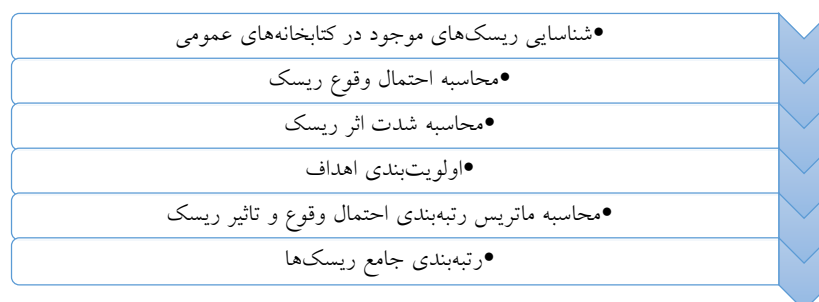 •شناسایی ریسک‌های موجود در کتابخانه‌های عمومی
•محاسبه احتمال وقوع ریسک
•محاسبه شدت اثر ریسک
•اولویت‌بندی اهداف
•محاسبه ماتریس رتبه‌بندی احتمال وقوع و تاثیر ریسک
•رتبه‌بندی جامع ریسک‌ها